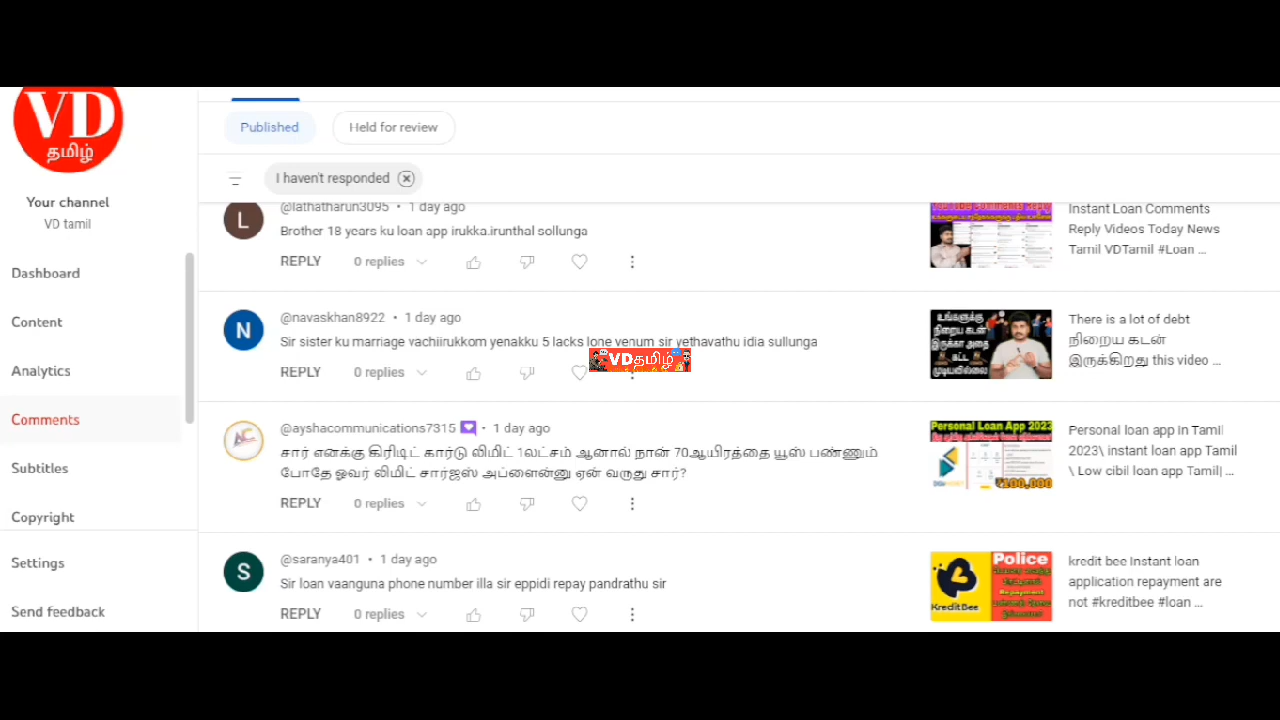 VD
தமிழ்
Your channel
VD tamil
Dashboard
Content
Analytics
Comments
Subtitles
Copyright
Settings
Send feedback
Published
Held for review
I haven't responded
@lathatharun3095 • 1 day ago
Brother 18 years ku loan app irukka.irunthal sollunga
REPLY 0 replies
Instant Loan Comments
Reply Videos Today News
Tamil VDTamil #Loan ...
@navaskhan8922 • 1 day ago
Sir sister ku marriage vachiirukkom yenakku 5 lacks lone venum sir yethavathu idia sullunga
REPLY 0 replies
VDதமிழ்
உங்களுக்கு
நிறைய கடன்
இருக்கா அதை
கட்ட
முடியவில்லை
There is a lot of debt
நிறைய கடன்
இருக்கிறது this video ...
@ayshacommunications7315 • 1 day ago
சார் எனக்கு கிரிடிட் கார்டு லிமிட் 1லட்சம் ஆனால் நான் 70ஆயிரத்தை யூஸ் பண்ணும்
போதே ஓவர் லிமிட் சார்ஜஸ் அப்ளைன்னு ஏன் வருது சார்?
REPLY 0 replies
Personal Loan App 2023
₹100,000
Personal loan app in Tamil
2023\ instant loan app Tamil
\ Low cibil loan app Tamil| ...
@saranya401 • 1 day ago
Sir loan vanguna phone number illa sir eppidi repay pandrathu sir
REPLY 0 replies
Police
Repayment
KreditBee
kredit bee Instant loan
application repayment are
not #kreditbee #loan ...